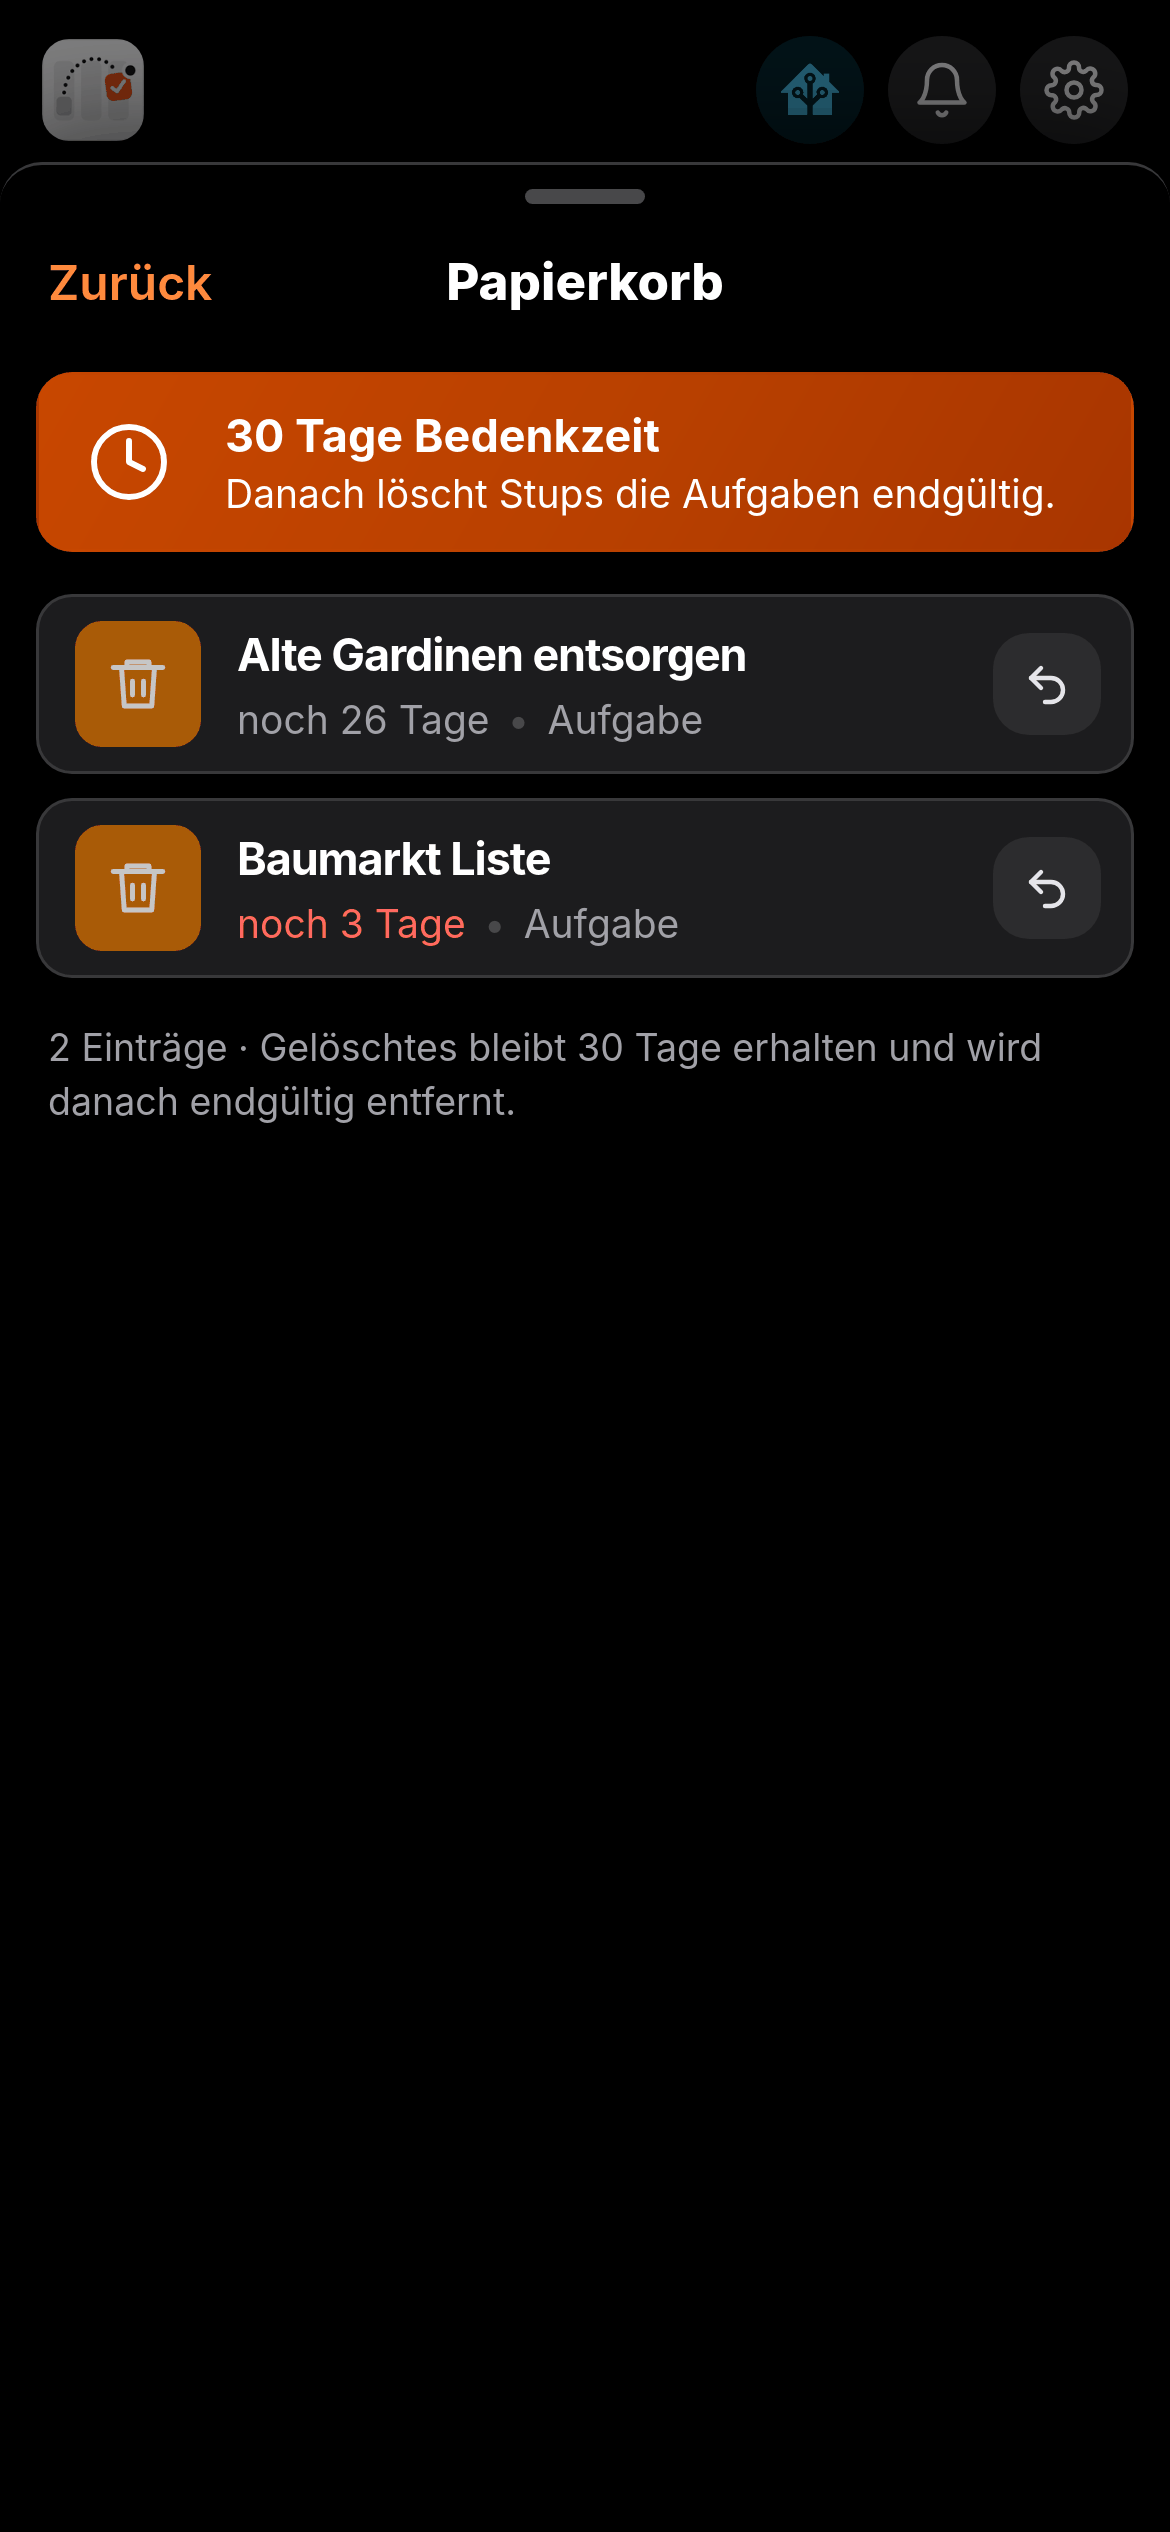 Zurück
Papierkorb
30 Tage Bedenkzeit
Danach löscht Stups die Aufgaben endgültig.
Alte Gardinen entsorgen
noch 26 Tage • Aufgabe
Baumarkt Liste
noch 3 Tage • Aufgabe
2 Einträge · Gelöschtes bleibt 30 Tage erhalten und wird
danach endgültig entfernt.